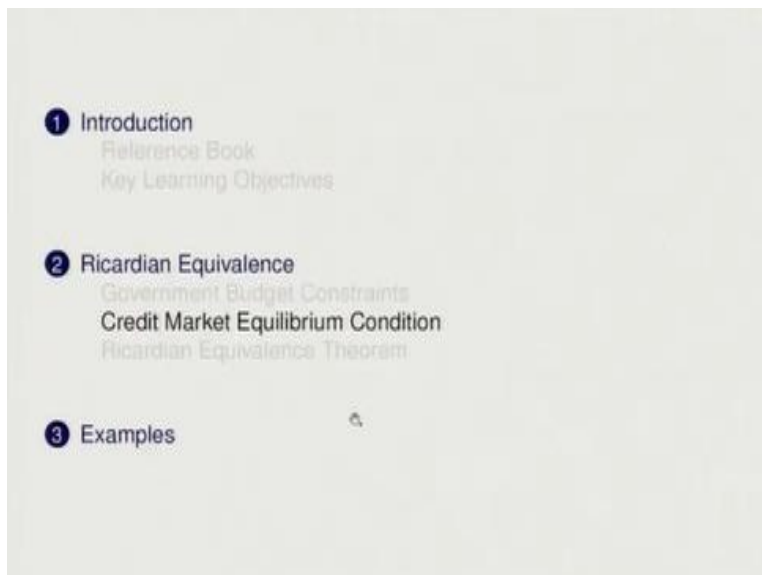 1 Introduction
Reference Book
Key Learning Objectives
2 Ricardian Equivalence
Government Budget Constraints
Credit Market Equilibrium Condition
Ricardian Equivalence Theorem
3 Examples